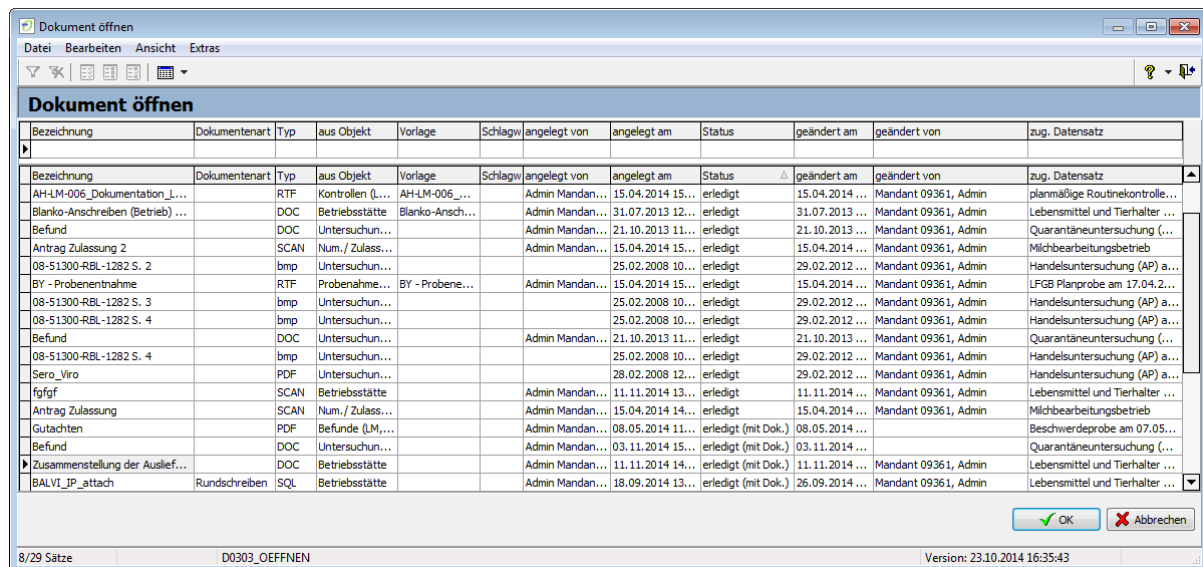 Dokument öffnen
Datei Bearbeiten Ansicht Extras
Dokument öffnen
Bezeichnung Dokumentenart Typ aus Objekt Vorlage Schlagw angelegt von angelegt am Status geändert am geändert von zug. Datensatz
Bezeichnung Dokumentenart Typ aus Objekt Vorlage Schlagw angelegt von angelegt am Status geändert am geändert von zug. Datensatz
AH-LM-006_Dokumentation_L... RTF Kontrollen (L... AH-LM-006_... Admin Mandan... 15.04.2014 15... erledigt 15.04.2014 ... Mandant 09361, Admin planmäßige Routinekontrolle...
Blanko-Anschreiben (Betrieb) ... DOC Betriebsstätte Blanko-Ansch... Admin Mandan... 31.07.2013 12... erledigt 31.07.2013 ... Mandant 09361, Admin Lebensmittel und Tierhalter ...
Befund DOC Untersuchun... Admin Mandan... 21.10.2013 11... erledigt 21.10.2013 ... Mandant 09361, Admin Quarantäneuntersuchung (...
Antrag Zulassung 2 SCAN Num./ Zulass... Admin Mandan... 15.04.2014 15... erledigt 15.04.2014 ... Mandant 09361, Admin Milchbearbeitungsbetrieb
08-51300-RBL-1282 S. 2 bmp Untersuchun... 25.02.2008 10... erledigt 29.02.2012 ... Mandant 09361, Admin Handelsuntersuchung (AP) a...
BY - Probenentnahme RTF Probenahme... BY - Probene... Admin Mandan... 15.04.2014 15... erledigt 15.04.2014 ... Mandant 09361, Admin LFGB Planprobe am 17.04.2...
08-51300-RBL-1282 S. 3 bmp Untersuchun... 25.02.2008 10... erledigt 29.02.2012 ... Mandant 09361, Admin Handelsuntersuchung (AP) a...
08-51300-RBL-1282 S. 4 bmp Untersuchun... 25.02.2008 10... erledigt 29.02.2012 ... Mandant 09361, Admin Handelsuntersuchung (AP) a...
Befund DOC Untersuchun... Admin Mandan... 21.10.2013 11... erledigt 21.10.2013 ... Mandant 09361, Admin Quarantäneuntersuchung (...
08-51300-RBL-1282 S. 4 bmp Untersuchun... 25.02.2008 10... erledigt 29.02.2012 ... Mandant 09361, Admin Handelsuntersuchung (AP) a...
Sero_Viro PDF Untersuchun... 28.02.2008 12... erledigt 29.02.2012 ... Mandant 09361, Admin Handelsuntersuchung (AP) a...
fgfgf SCAN Betriebsstätte Admin Mandan... 11.11.2014 13... erledigt 11.11.2014 ... Mandant 09361, Admin Lebensmittel und Tierhalter ...
Antrag Zulassung SCAN Num./ Zulass... Admin Mandan... 15.04.2014 14... erledigt 15.04.2014 ... Mandant 09361, Admin Milchbearbeitungsbetrieb
Gutachten PDF Befunde (LM,... Admin Mandan... 08.05.2014 11... erledigt (mit Dok.) 08.05.2014 ... Beschwerdeprobe am 07.05...
Befund DOC Untersuchun... Admin Mandan... 03.11.2014 15... erledigt (mit Dok.) 03.11.2014 ... Quarantäneuntersuchung (...
Zusammenstellung der Auslief... DOC Betriebsstätte Admin Mandan... 11.11.2014 14... erledigt (mit Dok.) 11.11.2014 ... Mandant 09361, Admin Lebensmittel und Tierhalter ...
BALVI_IP_attach Rundschreiben SQL Betriebsstätte Admin Mandan... 18.09.2014 13... erledigt (mit Dok.) 26.09.2014 ... Mandant 09361, Admin Lebensmittel und Tierhalter ...
OK Abbrechen
8/29 Sätze D0303_OEFFNEN Version: 23.10.2014 16:35:43